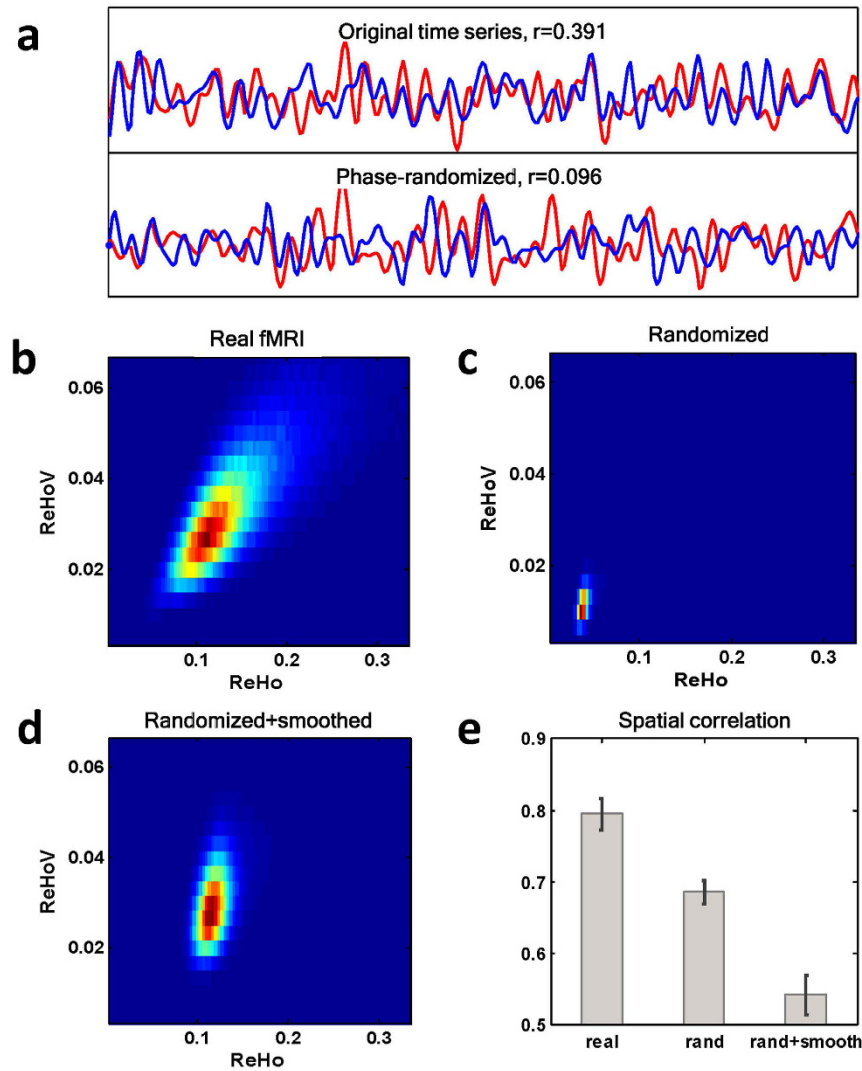 a
Original time series, r=0.391
Phase-randomized, r=0.096
b
Real fMRI
0.06
0.04
0.02
ReHoV
0.1 0.2 0.3
ReHo
c
Randomized
0.06
0.04
0.02
ReHoV
0.1 0.2 0.3
ReHo
d
Randomized+smoothed
0.06
0.04
0.02
ReHoV
0.1 0.2 0.3
ReHo
e
Spatial correlation
0.9
0.8
0.7
0.6
0.5
real rand rand+smooth